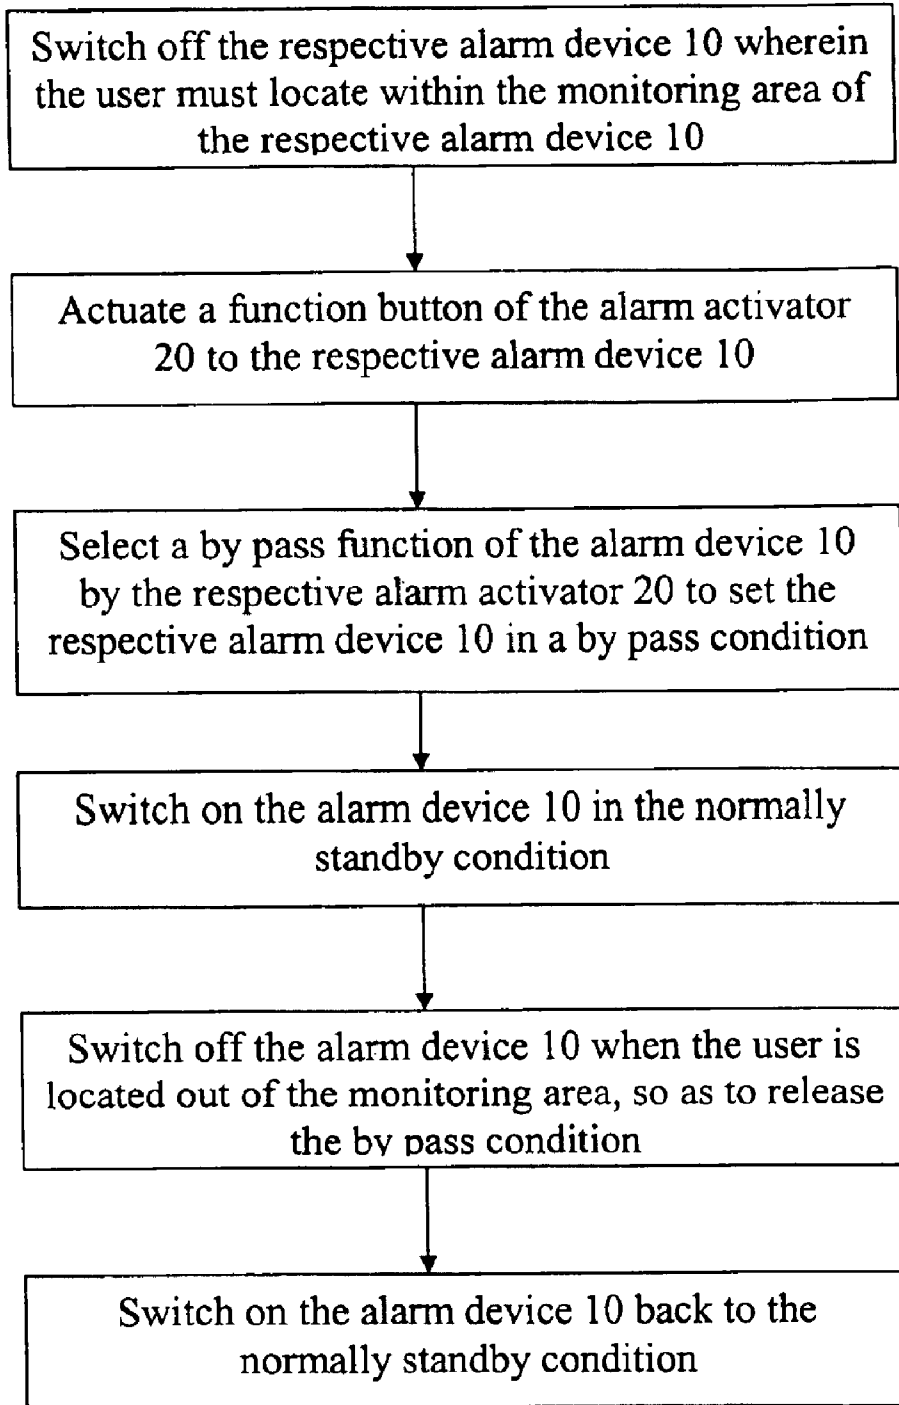 Switch off the respective alarm device 10 wherein
the user must locate within the monitoring area of
the respective alarm device 10
Actuate a function button of the alarm activator
20 to the respective alarm device 10
Select a by pass function of the alarm device 10
by the respective alarm activator 20 to set the
respective alarm device 10 in a by pass condition
Switch on the alarm device 10 in the normally
standby condition
Switch off the alarm device 10 when the user is
located out of the monitoring area, so as to release
the by pass condition
Switch on the alarm device 10 back to the
normally standby condition